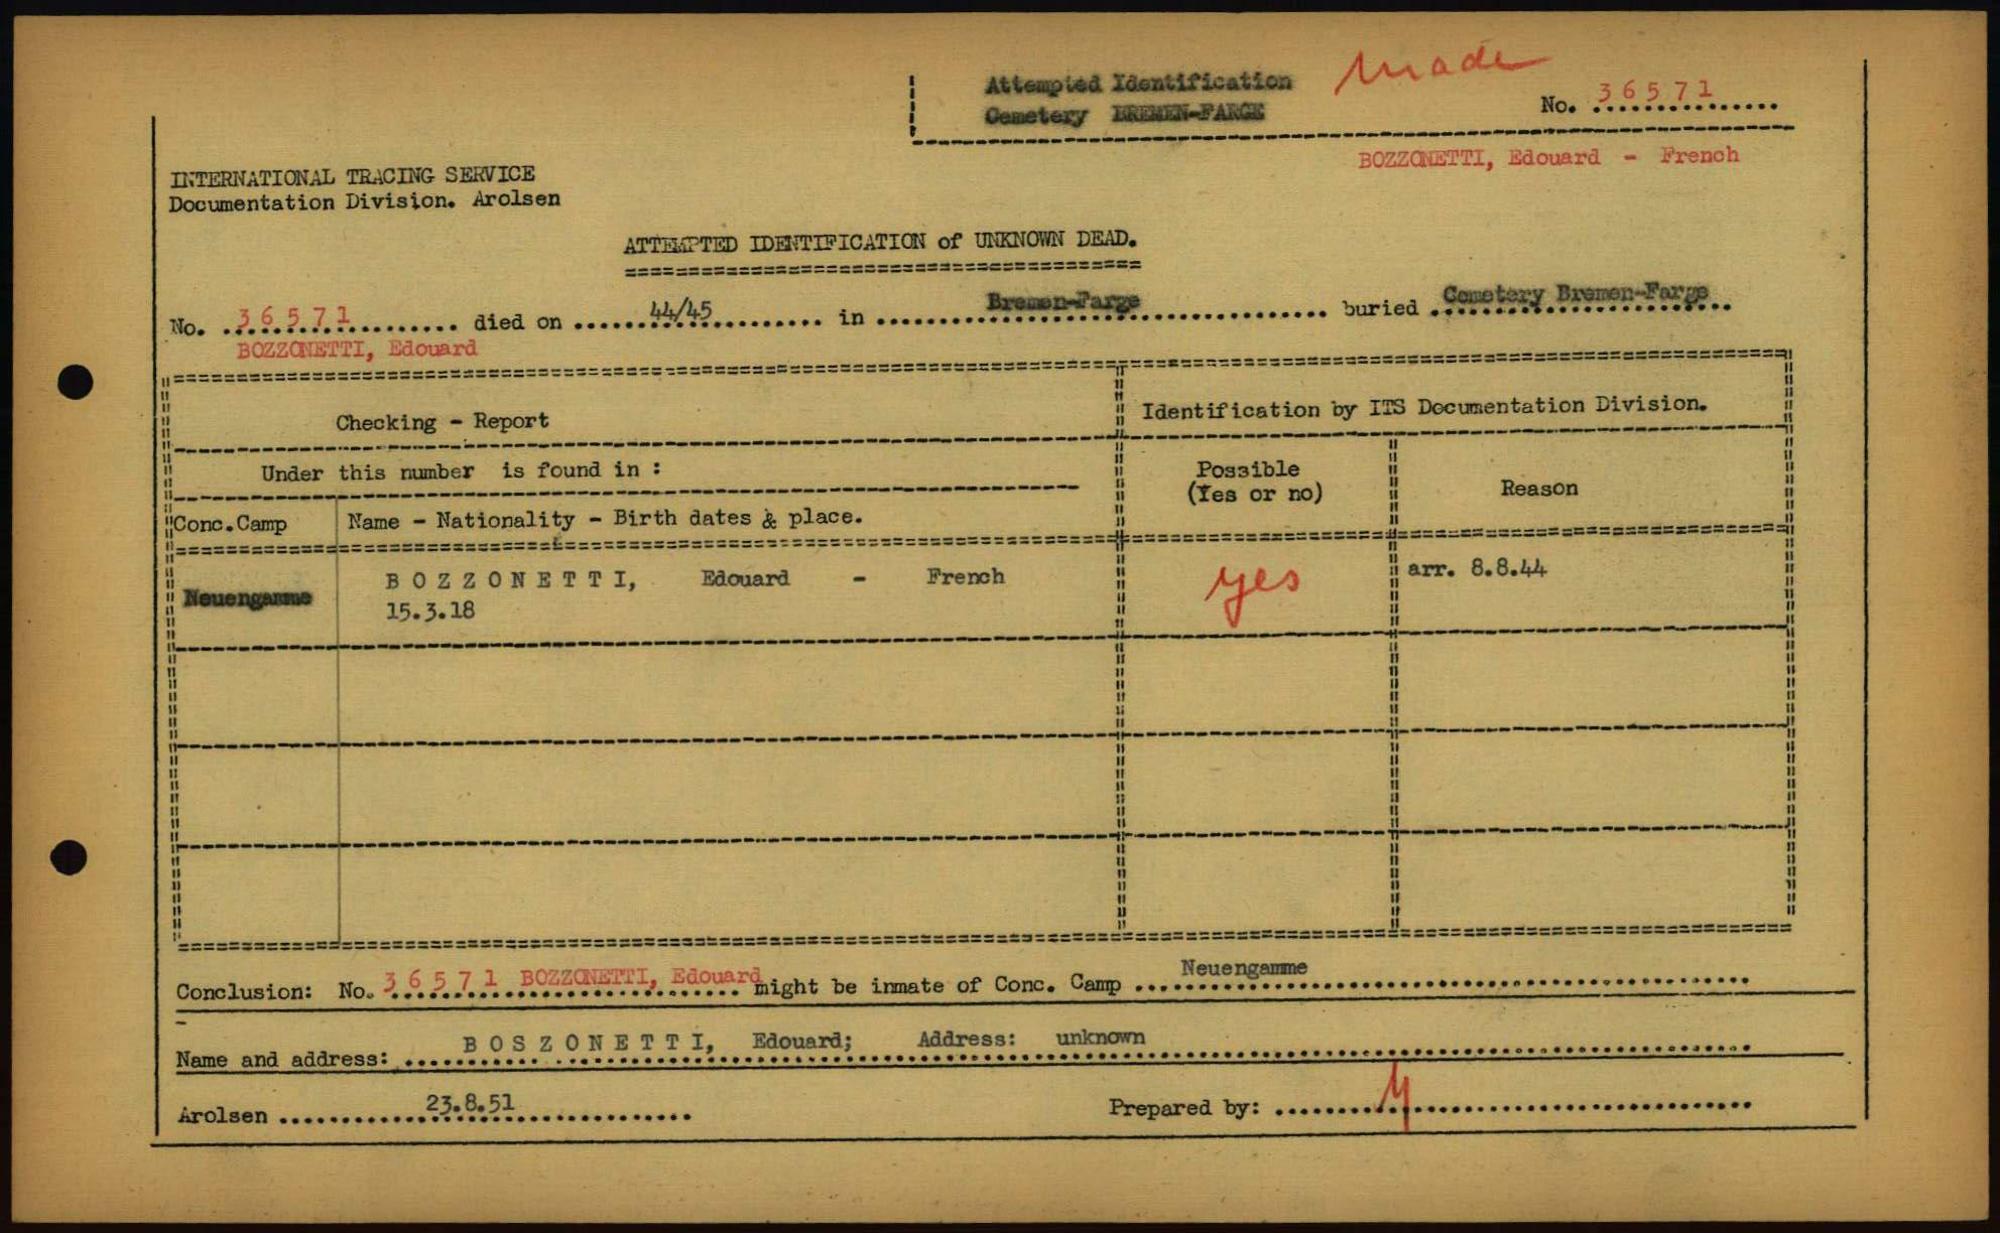 Attempted Identification made
Cemetery BREMEN-FARGE No. 36571
BOZZONETTI, Edouard - French
INTERNATIONAL TRACING SERVICE
Documentation Division. Arolsen
ATTEMPTED IDENTIFICATION of UNKNOWN DEAD.
No. 36571 died on 44/45 in Bremen-Farge buried Cemetery Bremen-Farge
BOZZONETTI, Edouard
Checking - Report
Identification by ITS Documentation Division.
Under this number is found in :
Possible
(Yes or no)
Reason
Conc.Camp
Name - Nationality - Birth dates & place.
Neuengamme
BOZZONETTI, Edouard - French
15.3.18
yes
arr. 8.8.44
Conclusion: No. 36571 BOZZONETTI, Edouard might be inmate of Conc. Camp Neuengamme
Name and address: BOSZONETTI, Edouard; Address: unknown
Arolsen 23.8.51 Prepared by: